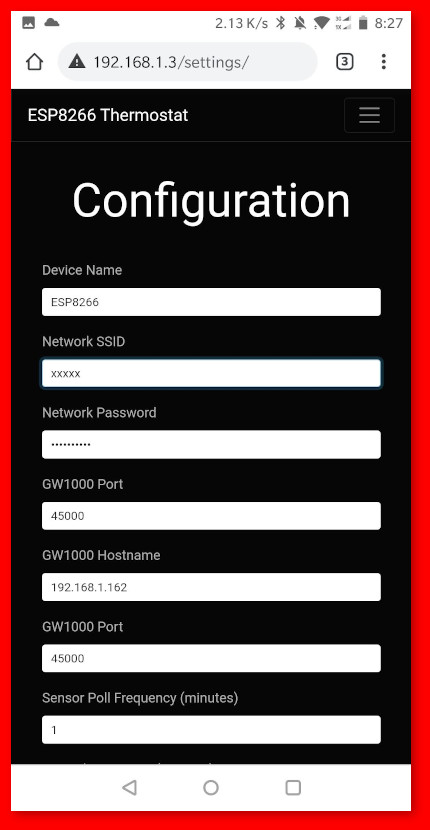 2.13 K/s 8:27
192.168.1.3/settings/ 3
ESP8266 Thermostat
Configuration
Device Name
ESP8266
Network SSID
xxxxx
Network Password
••••••••••
GW1000 Port
45000
GW1000 Hostname
192.168.1.162
GW1000 Port
45000
Sensor Poll Frequency (minutes)
1